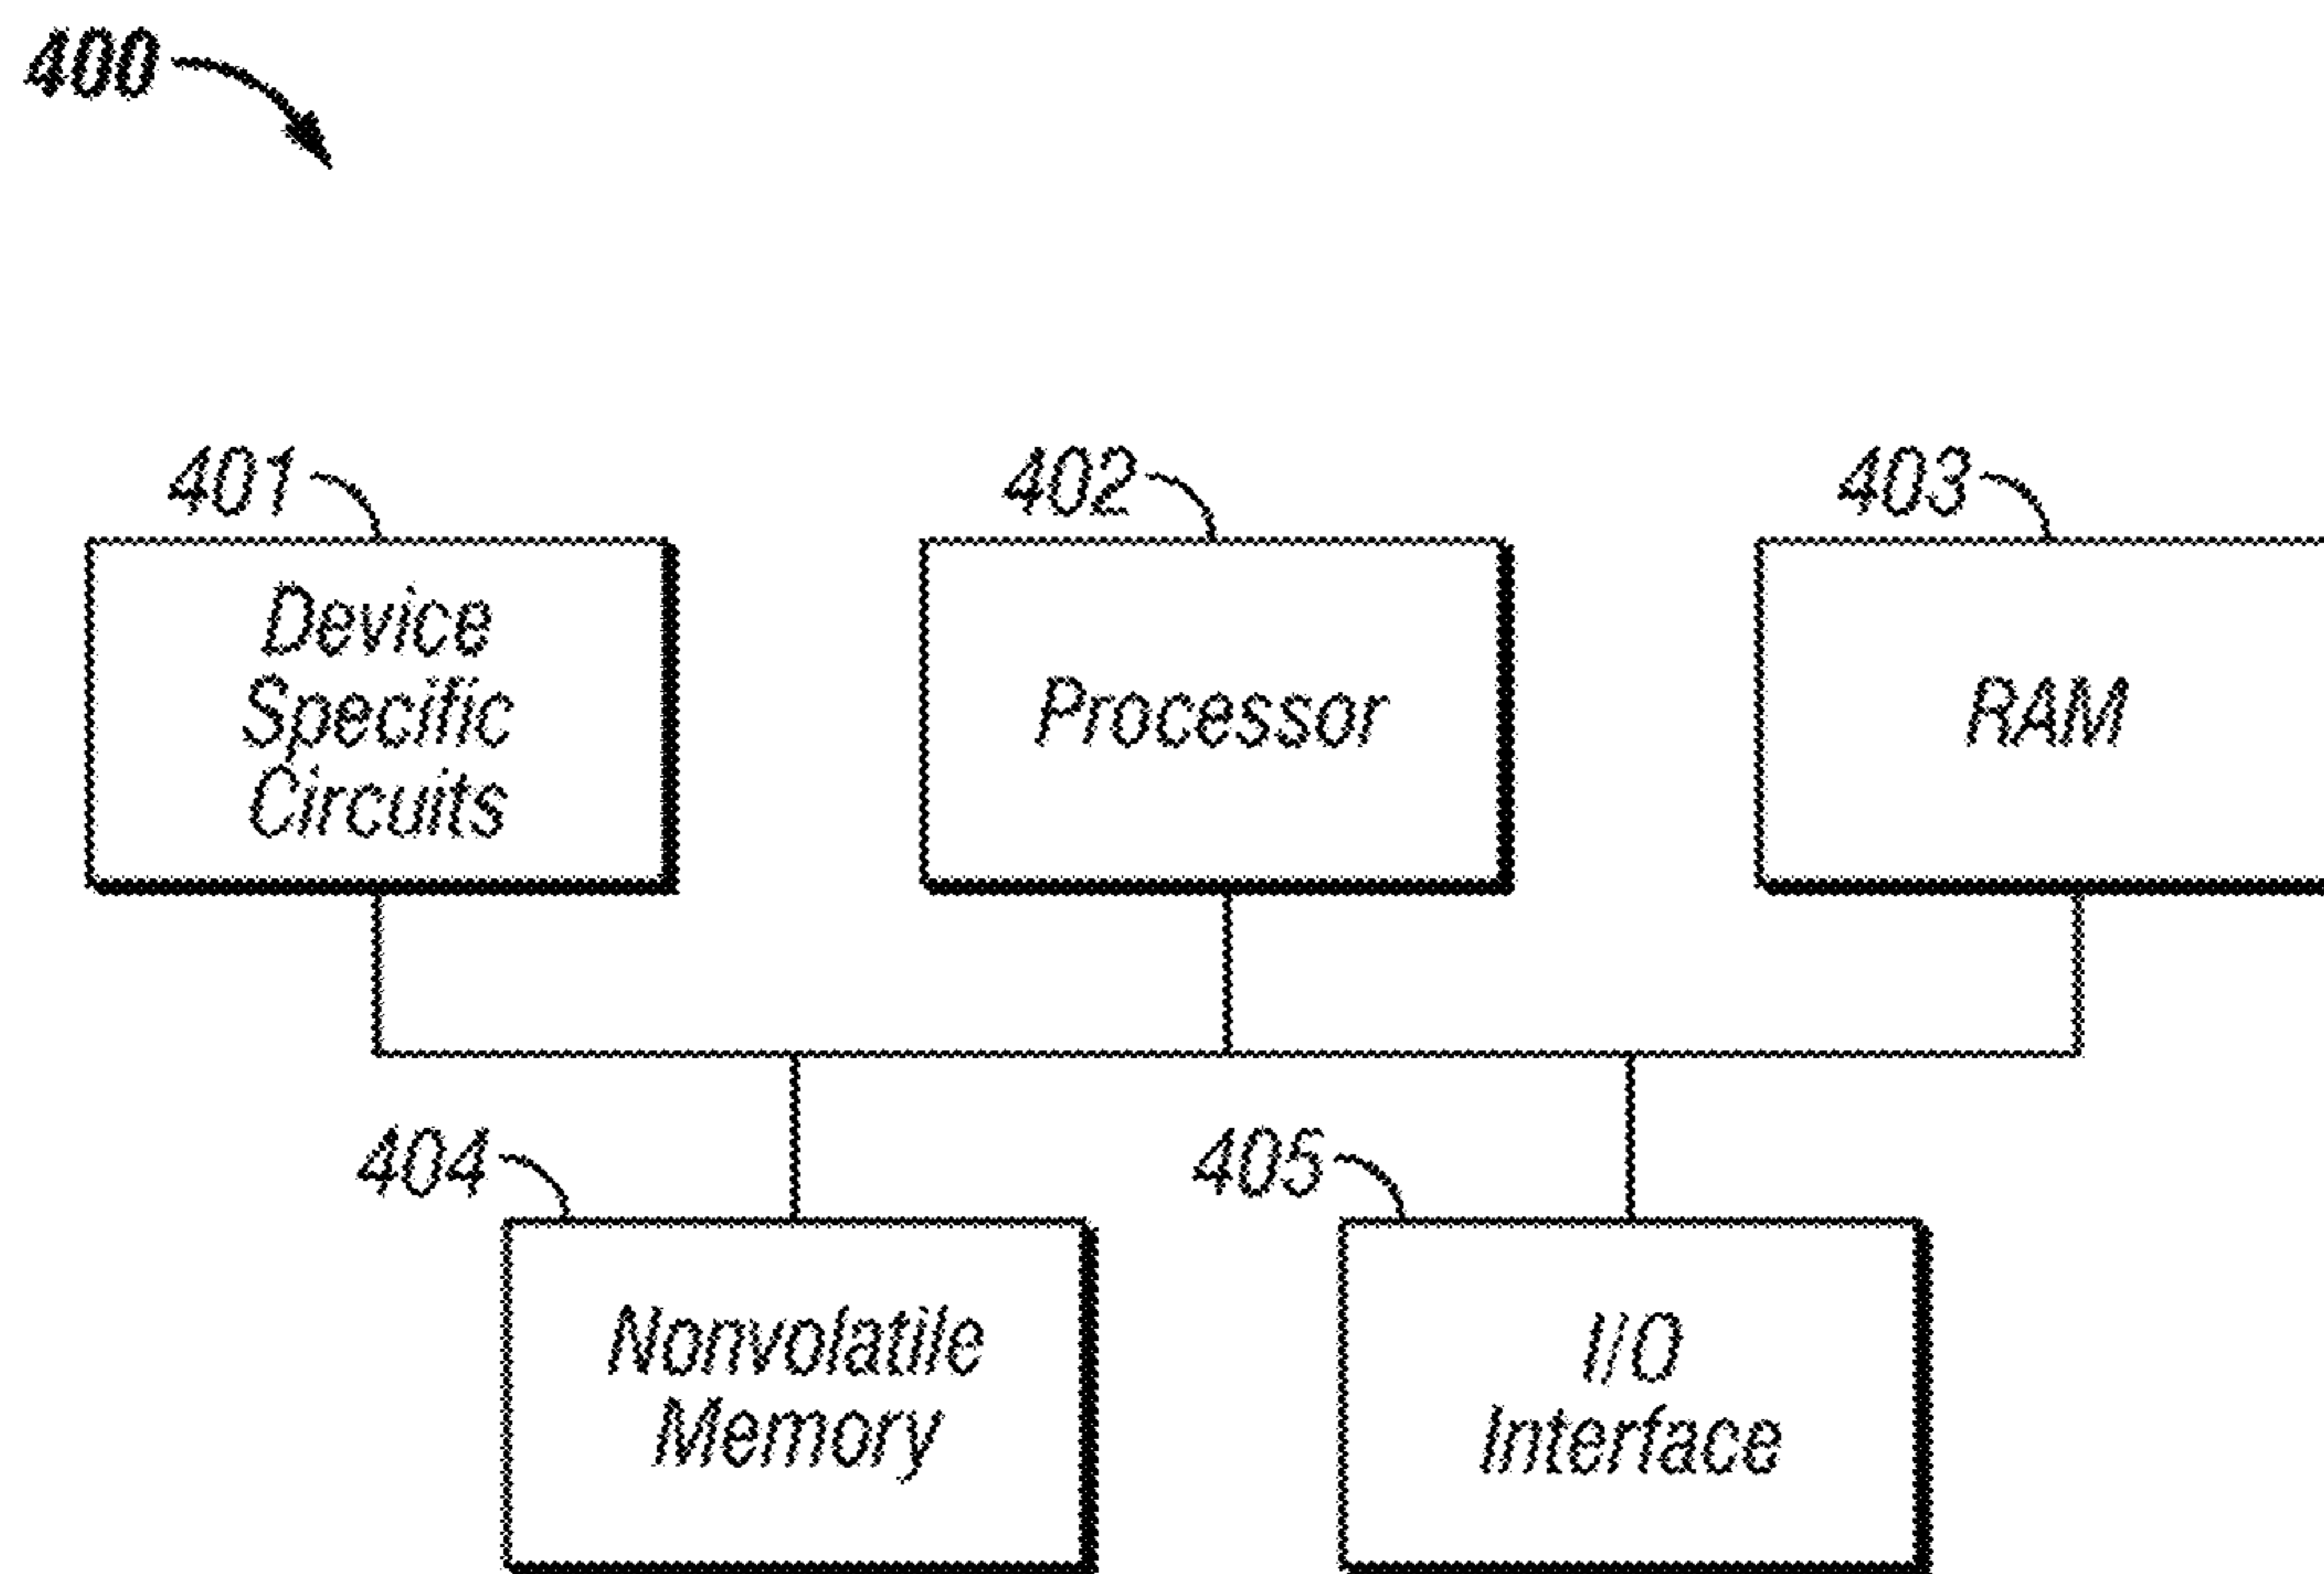 400
401
402
403
Device
Specific
Circuits
Processor
RAM
404
405
Nonvolatile
Memory
I/O
Interface